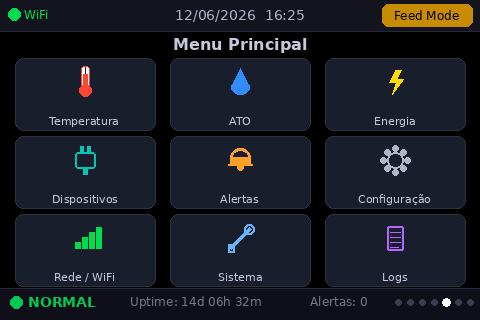 WiFi 12/06/2026 16:25 Feed Mode
Menu Principal
Temperatura ATO Energia
Dispositivos Alertas Configuração
Rede / WiFi Sistema Logs
NORMAL Uptime: 14d 06h 32m Alertas: 0